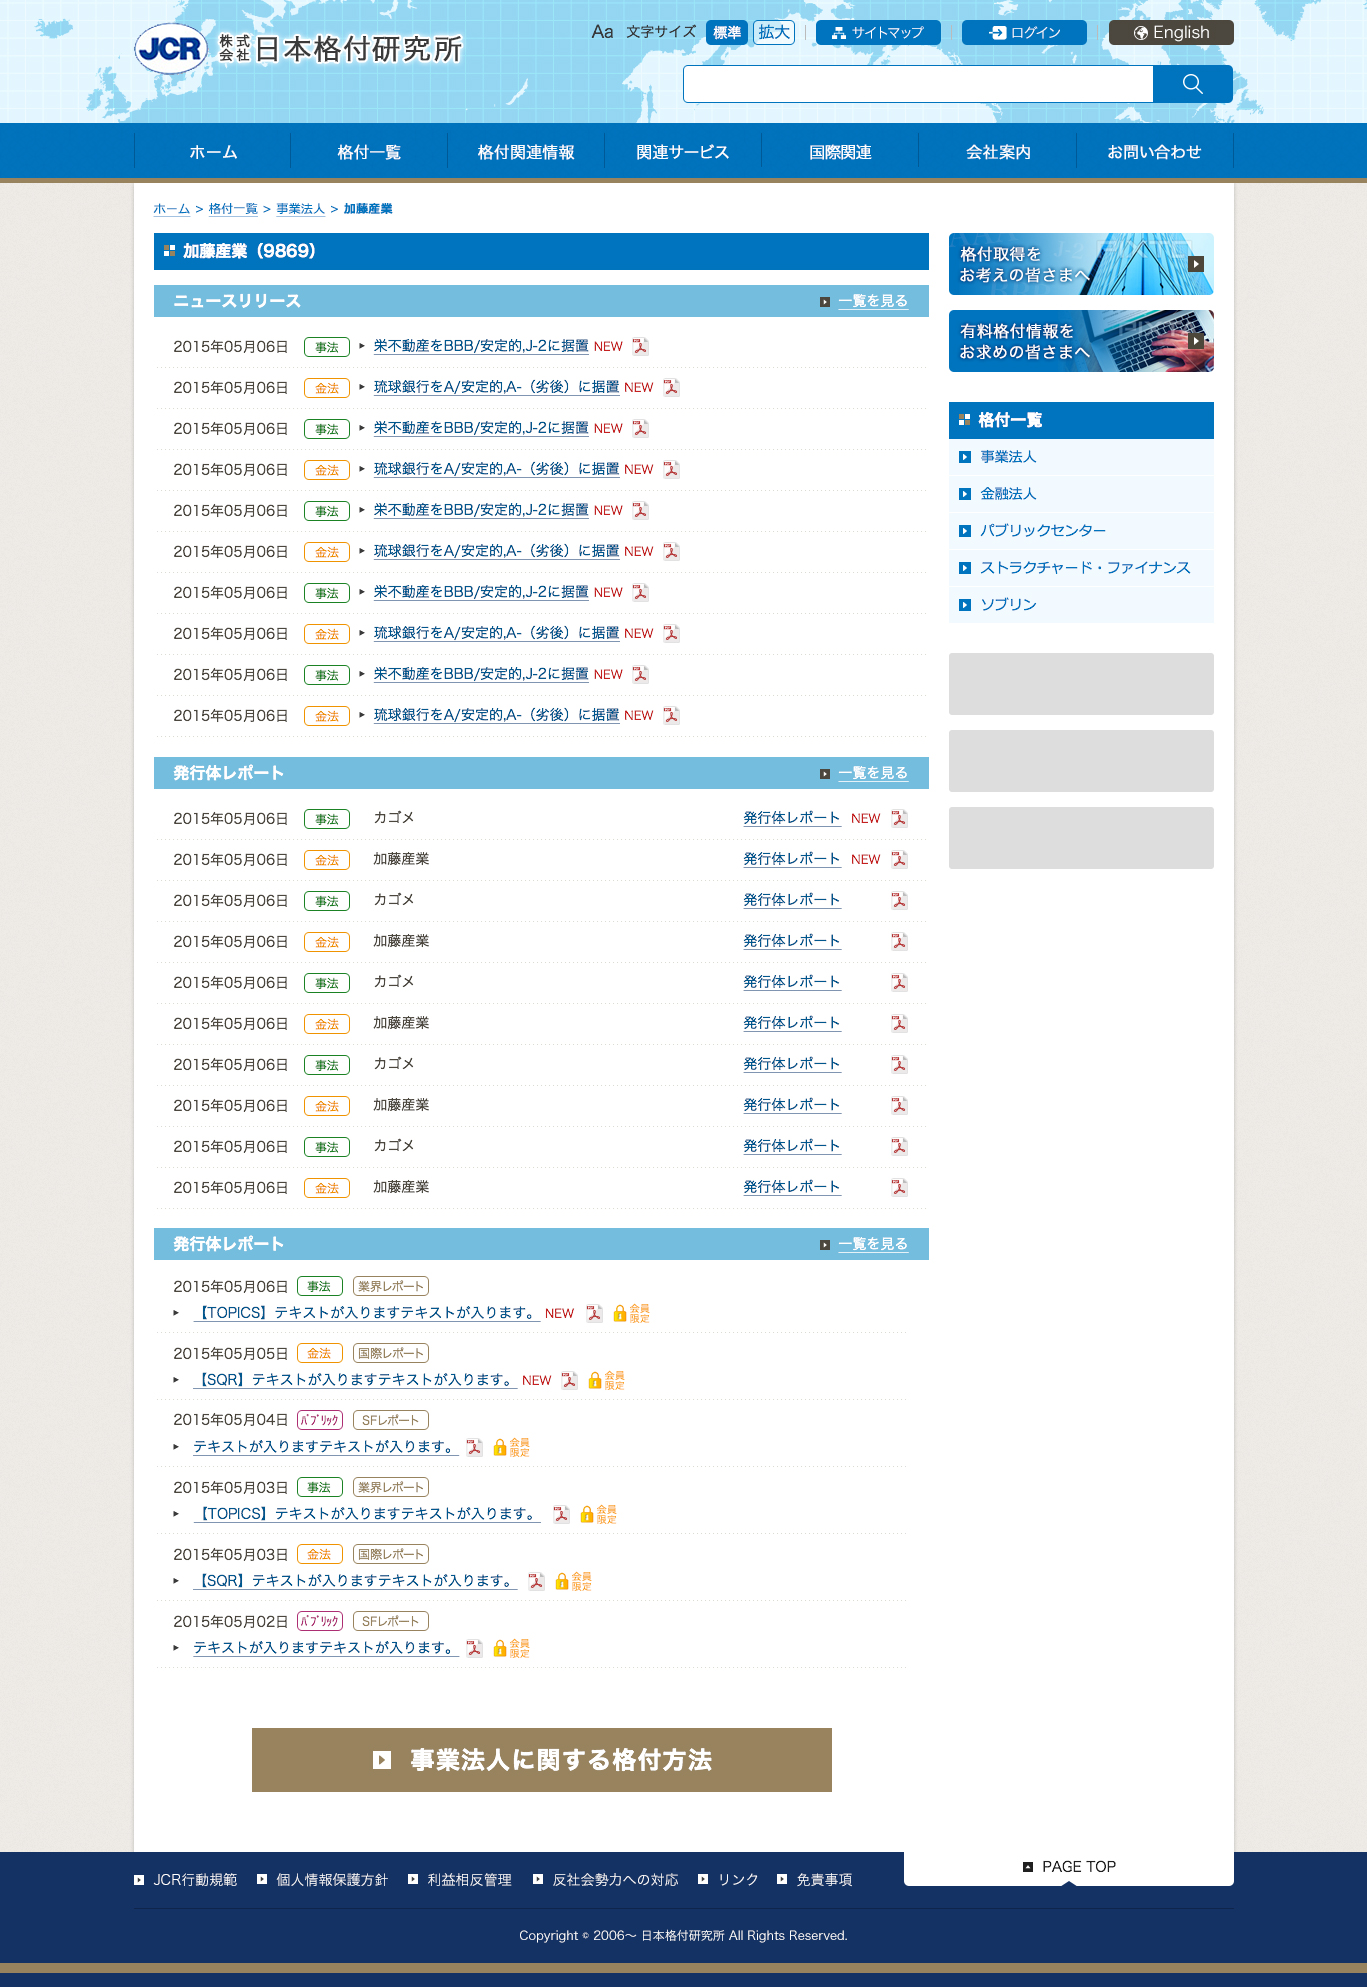 JCR 株式会社 日本格付研究所
Aa 文字サイズ 標準 拡大 サイトマップ ログイン English
ホーム 格付一覧 格付関連情報 関連サービス 国際関連 会社案内 お問い合わせ
ホーム > 格付一覧 > 事業法人 > 加藤産業
加藤産業（9869）
ニュースリリース 一覧を見る
2015年05月06日 事法 栄不動産をBBB/安定的,J-2に据置 NEW
2015年05月06日 金法 琉球銀行をA/安定的,A-（劣後）に据置 NEW
2015年05月06日 事法 栄不動産をBBB/安定的,J-2に据置 NEW
2015年05月06日 金法 琉球銀行をA/安定的,A-（劣後）に据置 NEW
2015年05月06日 事法 栄不動産をBBB/安定的,J-2に据置 NEW
2015年05月06日 金法 琉球銀行をA/安定的,A-（劣後）に据置 NEW
2015年05月06日 事法 栄不動産をBBB/安定的,J-2に据置 NEW
2015年05月06日 金法 琉球銀行をA/安定的,A-（劣後）に据置 NEW
2015年05月06日 事法 栄不動産をBBB/安定的,J-2に据置 NEW
2015年05月06日 金法 琉球銀行をA/安定的,A-（劣後）に据置 NEW
発行体レポート 一覧を見る
2015年05月06日 事法 カゴメ 発行体レポート NEW
2015年05月06日 金法 加藤産業 発行体レポート NEW
2015年05月06日 事法 カゴメ 発行体レポート
2015年05月06日 金法 加藤産業 発行体レポート
2015年05月06日 事法 カゴメ 発行体レポート
2015年05月06日 金法 加藤産業 発行体レポート
2015年05月06日 事法 カゴメ 発行体レポート
2015年05月06日 金法 加藤産業 発行体レポート
2015年05月06日 事法 カゴメ 発行体レポート
2015年05月06日 金法 加藤産業 発行体レポート
発行体レポート 一覧を見る
2015年05月06日 事法 業界レポート
【TOPICS】テキストが入りますテキストが入ります。 NEW 会員限定
2015年05月05日 金法 国際レポート
【SQR】テキストが入りますテキストが入ります。 NEW 会員限定
2015年05月04日 ﾊﾟﾌﾞﾘｯｸ SFレポート
テキストが入りますテキストが入ります。 会員限定
2015年05月03日 事法 業界レポート
【TOPICS】テキストが入りますテキストが入ります。 会員限定
2015年05月03日 金法 国際レポート
【SQR】テキストが入りますテキストが入ります。 会員限定
2015年05月02日 ﾊﾟﾌﾞﾘｯｸ SFレポート
テキストが入りますテキストが入ります。 会員限定
事業法人に関する格付方法
格付取得を
お考えの皆さまへ
有料格付情報を
お求めの皆さまへ
格付一覧
事業法人
金融法人
パブリックセンター
ストラクチャード・ファイナンス
ソブリン
PAGE TOP
JCR行動規範 個人情報保護方針 利益相反管理 反社会勢力への対応 リンク 免責事項
Copyright © 2006〜 日本格付研究所 All Rights Reserved.